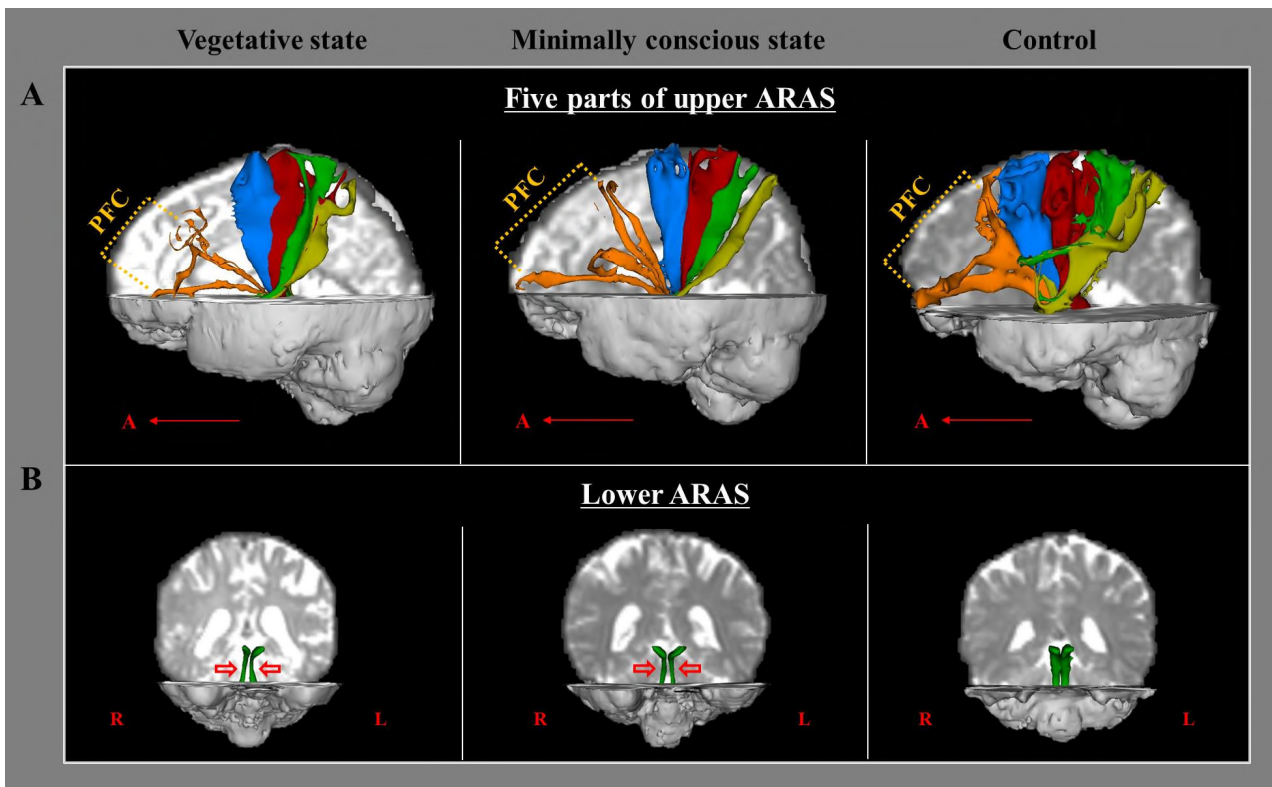 Vegetative state
Minimally conscious state
Control
A
Five parts of upper ARAS
PFC
PFC
PFC
A
A
A
B
Lower ARAS
R
L
R
L
R
L